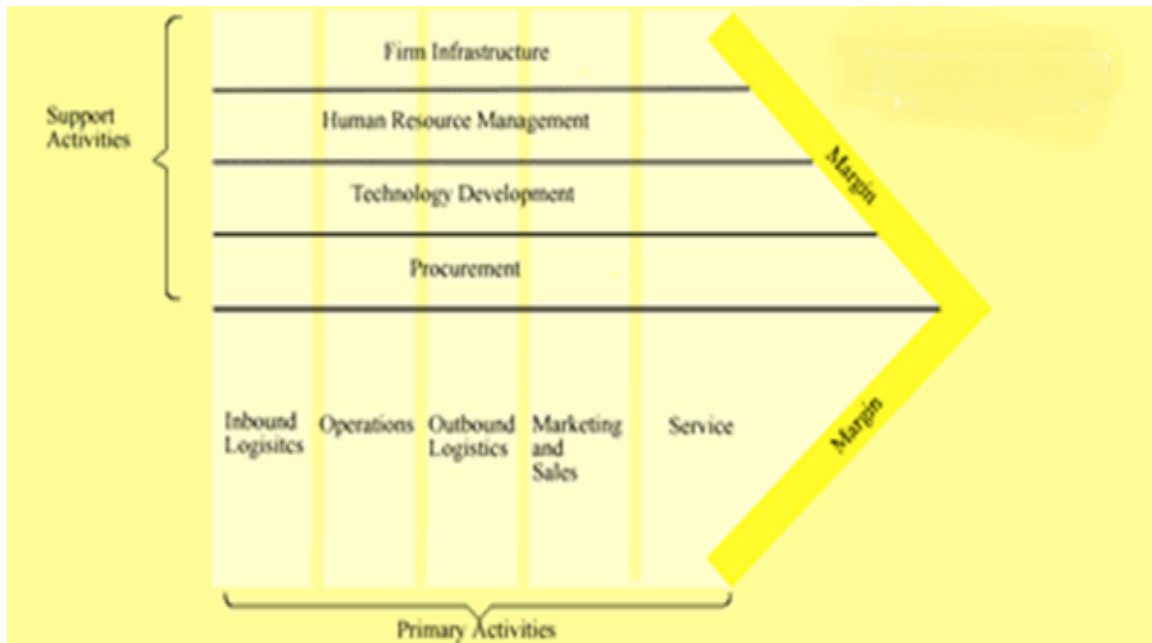 Support
Activities
Firm Infrastructure
Human Resource Management
Technology Development
Procurement
Margin
Inbound
Logisitcs
Operations
Outbound
Logistics
Marketing
and
Sales
Service
Margin
Primary Activities